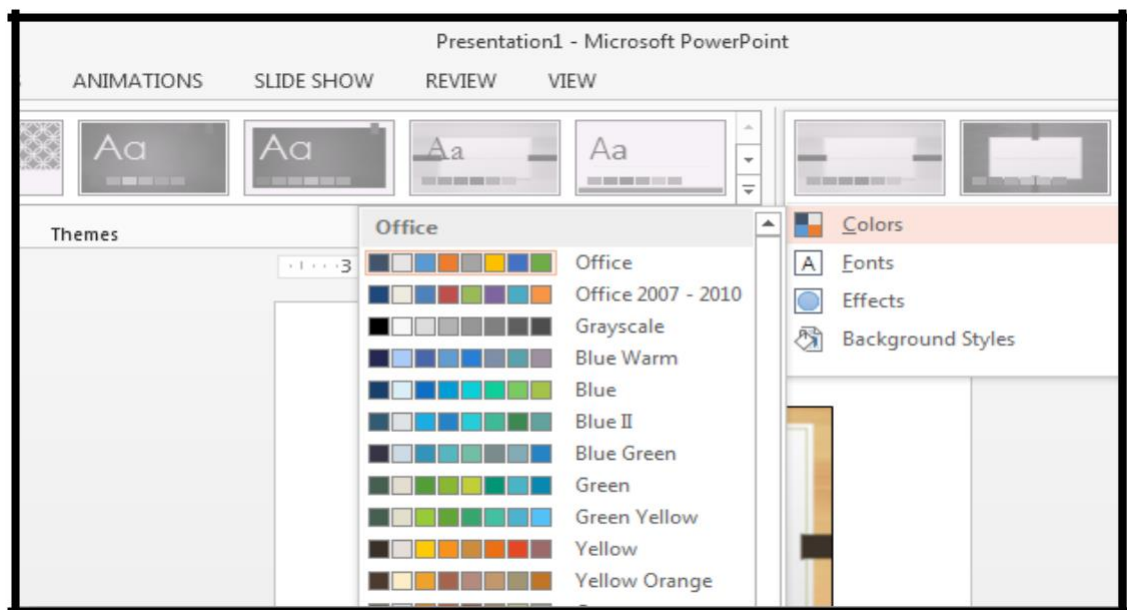 Presentation1 - Microsoft PowerPoint
ANIMATIONS SLIDE SHOW REVIEW VIEW
Aa Aa Aa Aa
Themes
3
Office
Office
Office 2007 - 2010
Grayscale
Blue Warm
Blue
Blue II
Blue Green
Green
Green Yellow
Yellow
Yellow Orange
Colors
A Fonts
Effects
Background Styles